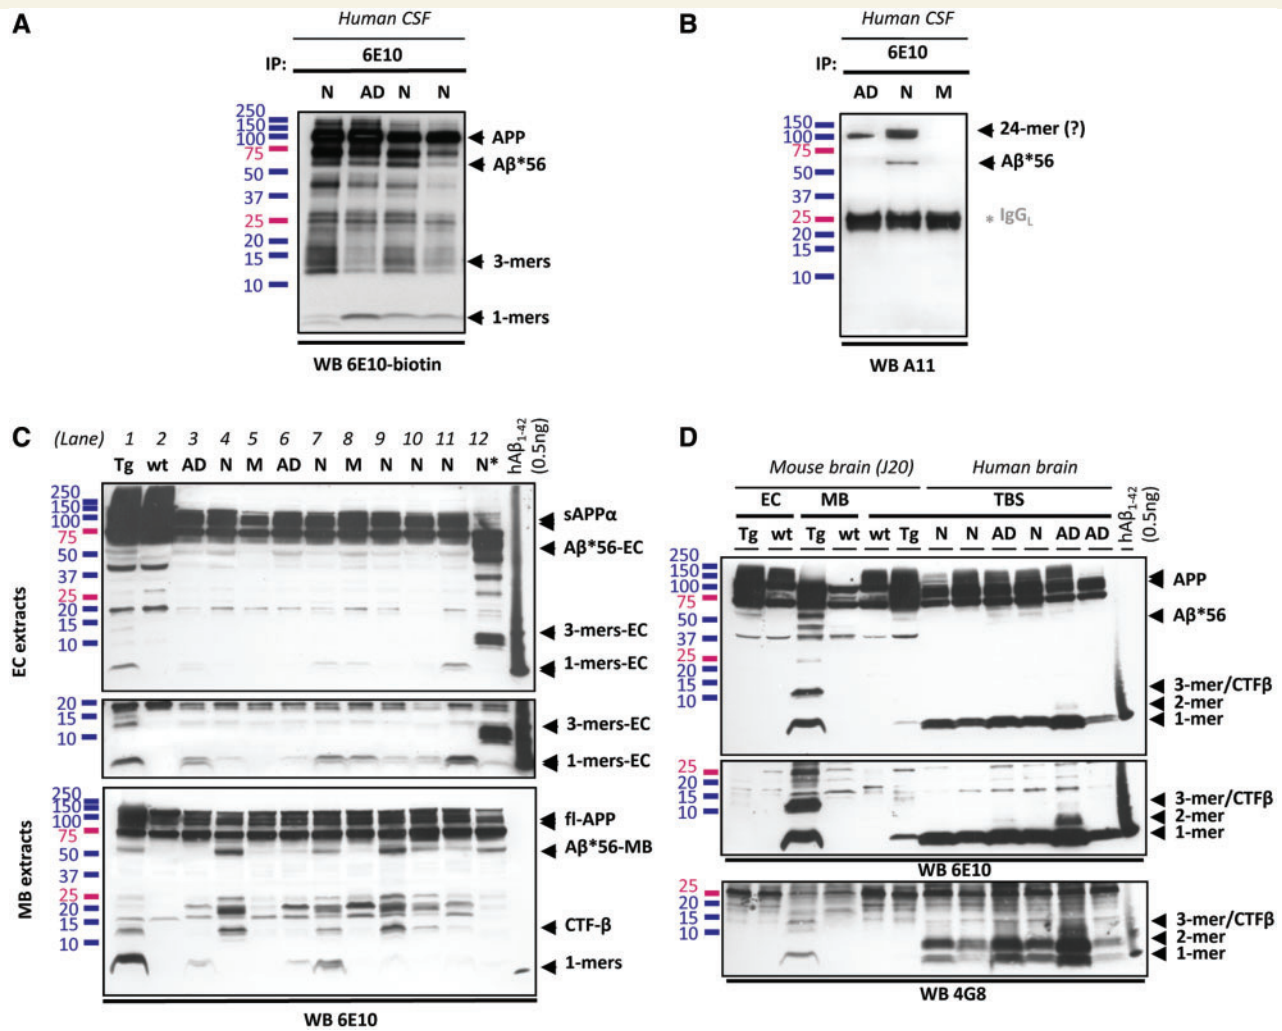 A
Human CSF
6E10
IP:
N AD N N
250
150
100
75
50
37
25
20
15
10
APP
Aβ*56
3-mers
1-mers
WB 6E10-biotin
B
Human CSF
6E10
IP:
AD N M
150
100
75
50
37
25
20
15
10
24-mer (?)
Aβ*56
* IgGL
WB A11
C
(Lane) 1 2 3 4 5 6 7 8 9 10 11 12
Tg wt AD N M AD N M N N N N*
hAβ1-42
(0.5ng)
EC extracts
250
150
100
75
50
37
25
20
15
10
sAPPα
Aβ*56-EC
3-mers-EC
1-mers-EC
20
15
10
3-mers-EC
1-mers-EC
MB extracts
250
150
100
75
50
37
25
20
15
10
fl-APP
Aβ*56-MB
CTF-β
1-mers
WB 6E10
D
Mouse brain (J20) Human brain
EC MB TBS
Tg wt Tg wt wt Tg N N AD N AD AD
hAβ1-42
(0.5ng)
250
150
100
75
50
37
25
20
15
10
APP
Aβ*56
3-mer/CTFβ
2-mer
1-mer
25
20
15
10
3-mer/CTFβ
2-mer
1-mer
WB 6E10
25
20
15
10
3-mer/CTFβ
2-mer
1-mer
WB 4G8